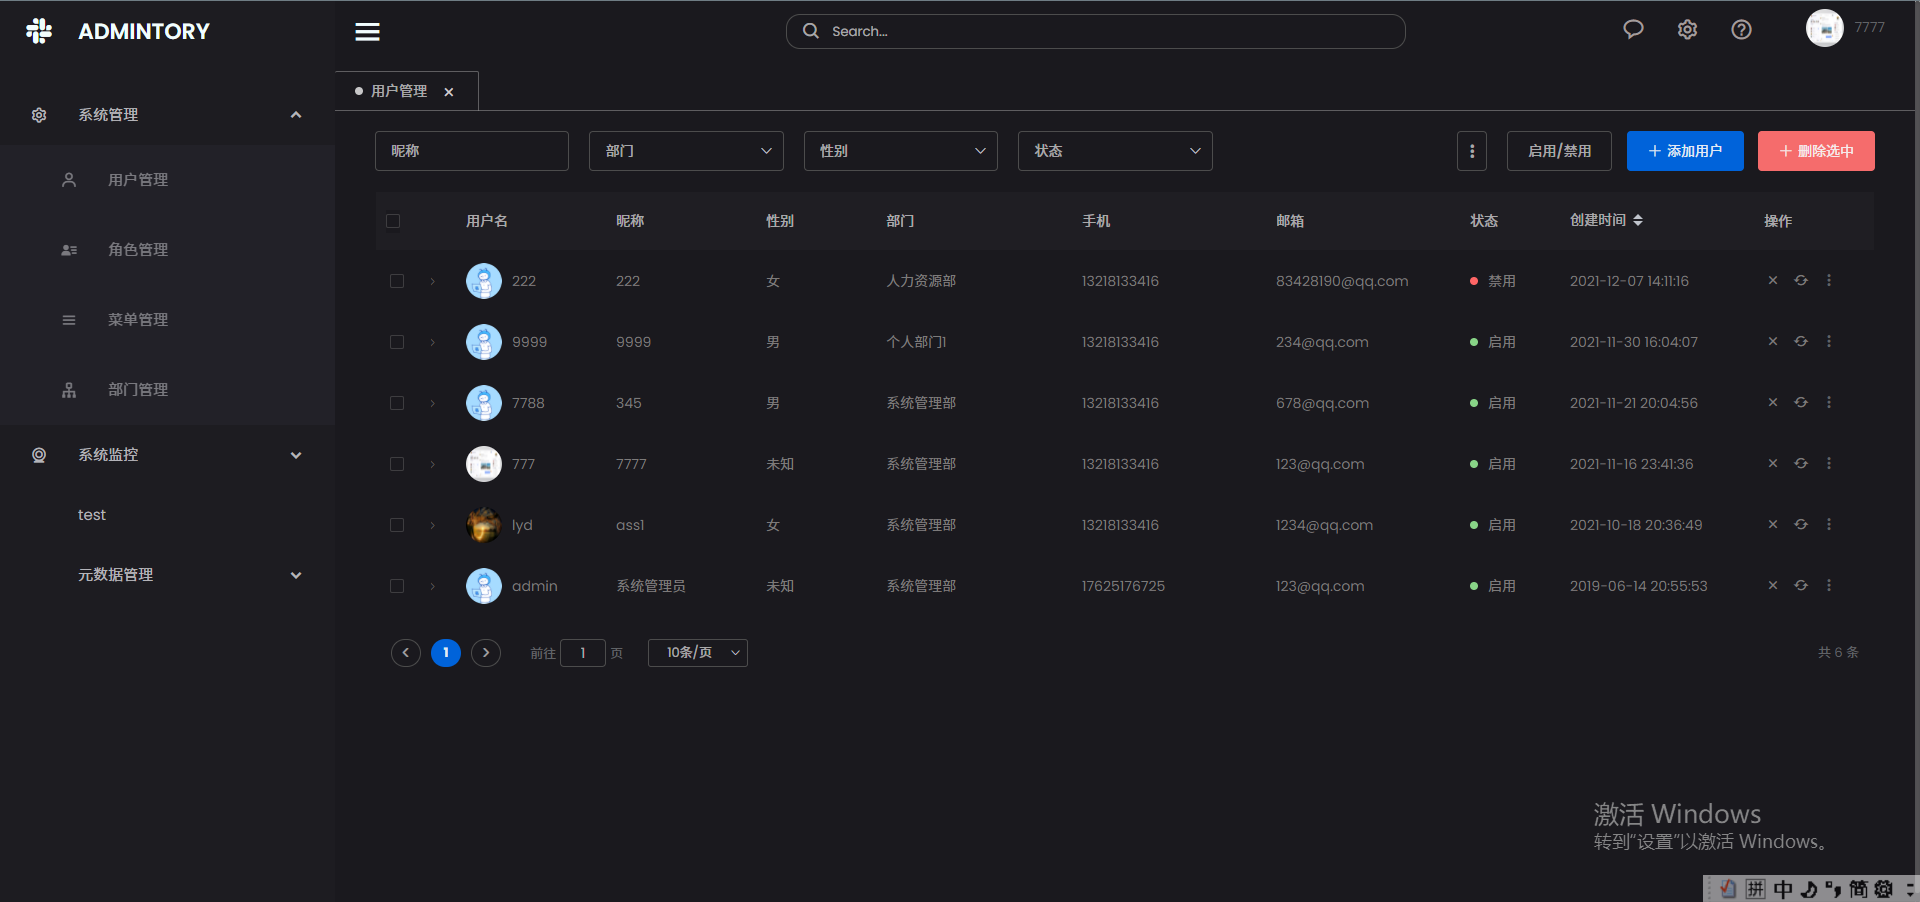 ADMINTORY
Search...
7777
用户管理
系统管理
用户管理
角色管理
菜单管理
部门管理
系统监控
test
元数据管理
昵称 部门 性别 状态 启用/禁用 添加用户 删除选中
用户名 昵称 性别 部门 手机 邮箱 状态 创建时间 操作
222 222 女 人力资源部 13218133416 83428190@qq.com 禁用 2021-12-07 14:11:16
9999 9999 男 个人部门1 13218133416 234@qq.com 启用 2021-11-30 16:04:07
7788 345 男 系统管理部 13218133416 678@qq.com 启用 2021-11-21 20:04:56
777 7777 未知 系统管理部 13218133416 123@qq.com 启用 2021-11-16 23:41:36
lyd ass1 女 系统管理部 13218133416 1234@qq.com 启用 2021-10-18 20:36:49
admin 系统管理员 未知 系统管理部 17625176725 123@qq.com 启用 2019-06-14 20:55:53
1 前往 1 页 10条/页 共 6 条
激活 Windows
转到“设置”以激活 Windows。
拼 中 简